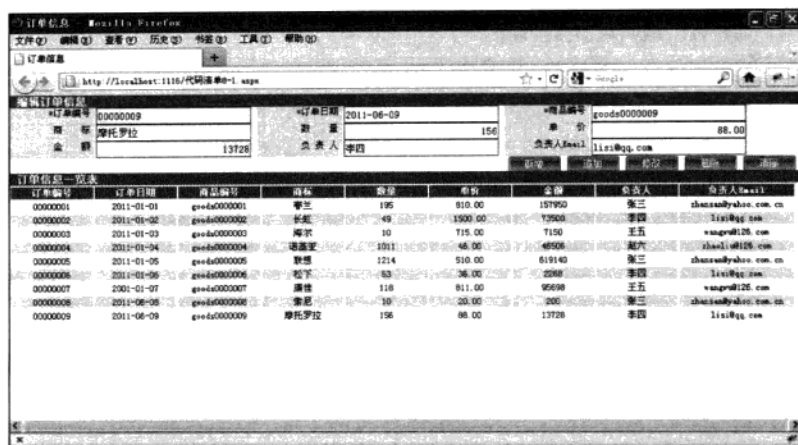 订单信息 - Mozilla Firefox
文件(F) 编辑(E) 查看(V) 历史(S) 书签(B) 工具(T) 帮助(H)
订单信息
http://localhost:1116/代码清单8-1.aspx
Google
编辑订单信息
*订单编号 00000009 *订单日期 2011-06-09 *商品编号 goods0000009
商 标 摩托罗拉 数 量 156 单 价 88.00
金 额 13728 负 责 人 李四 负责人Email lisi@qq.com
添加 修改 删除
订单信息一览表
订单编号 订单日期 商品编号 商标 数量 单价 金额 负责人 负责人Email
00000001 2011-01-01 goods0000001 195 810.00 157950 张三 zhansan@yahoo.com.cn
00000002 2011-01-02 goods0000002 长虹 49 1500.00 73500 李四 lisi@qq.com
00000003 2011-01-03 goods0000003 海尔 10 715.00 7150 王五 wangwu@126.com
00000004 2011-01-04 goods0000004 诺基亚 1011 46.00 46506 赵六 zhaoliu@126.com
00000005 2011-01-05 goods0000005 联想 1214 510.00 619140 张三 zhansan@yahoo.com.cn
00000006 2011-01-06 goods0000006 松下 63 36.00 2268 李四 lisi@qq.com
00000007 2001-01-07 goods0000007 康佳 118 811.00 95698 王五 wangwu@126.com
00000008 2011-06-08 goods0000008 索尼 10 20.00 200 张三 zhansan@yahoo.com.cn
00000009 2011-06-09 goods0000009 摩托罗拉 156 88.00 13728 李四 lisi@qq.com